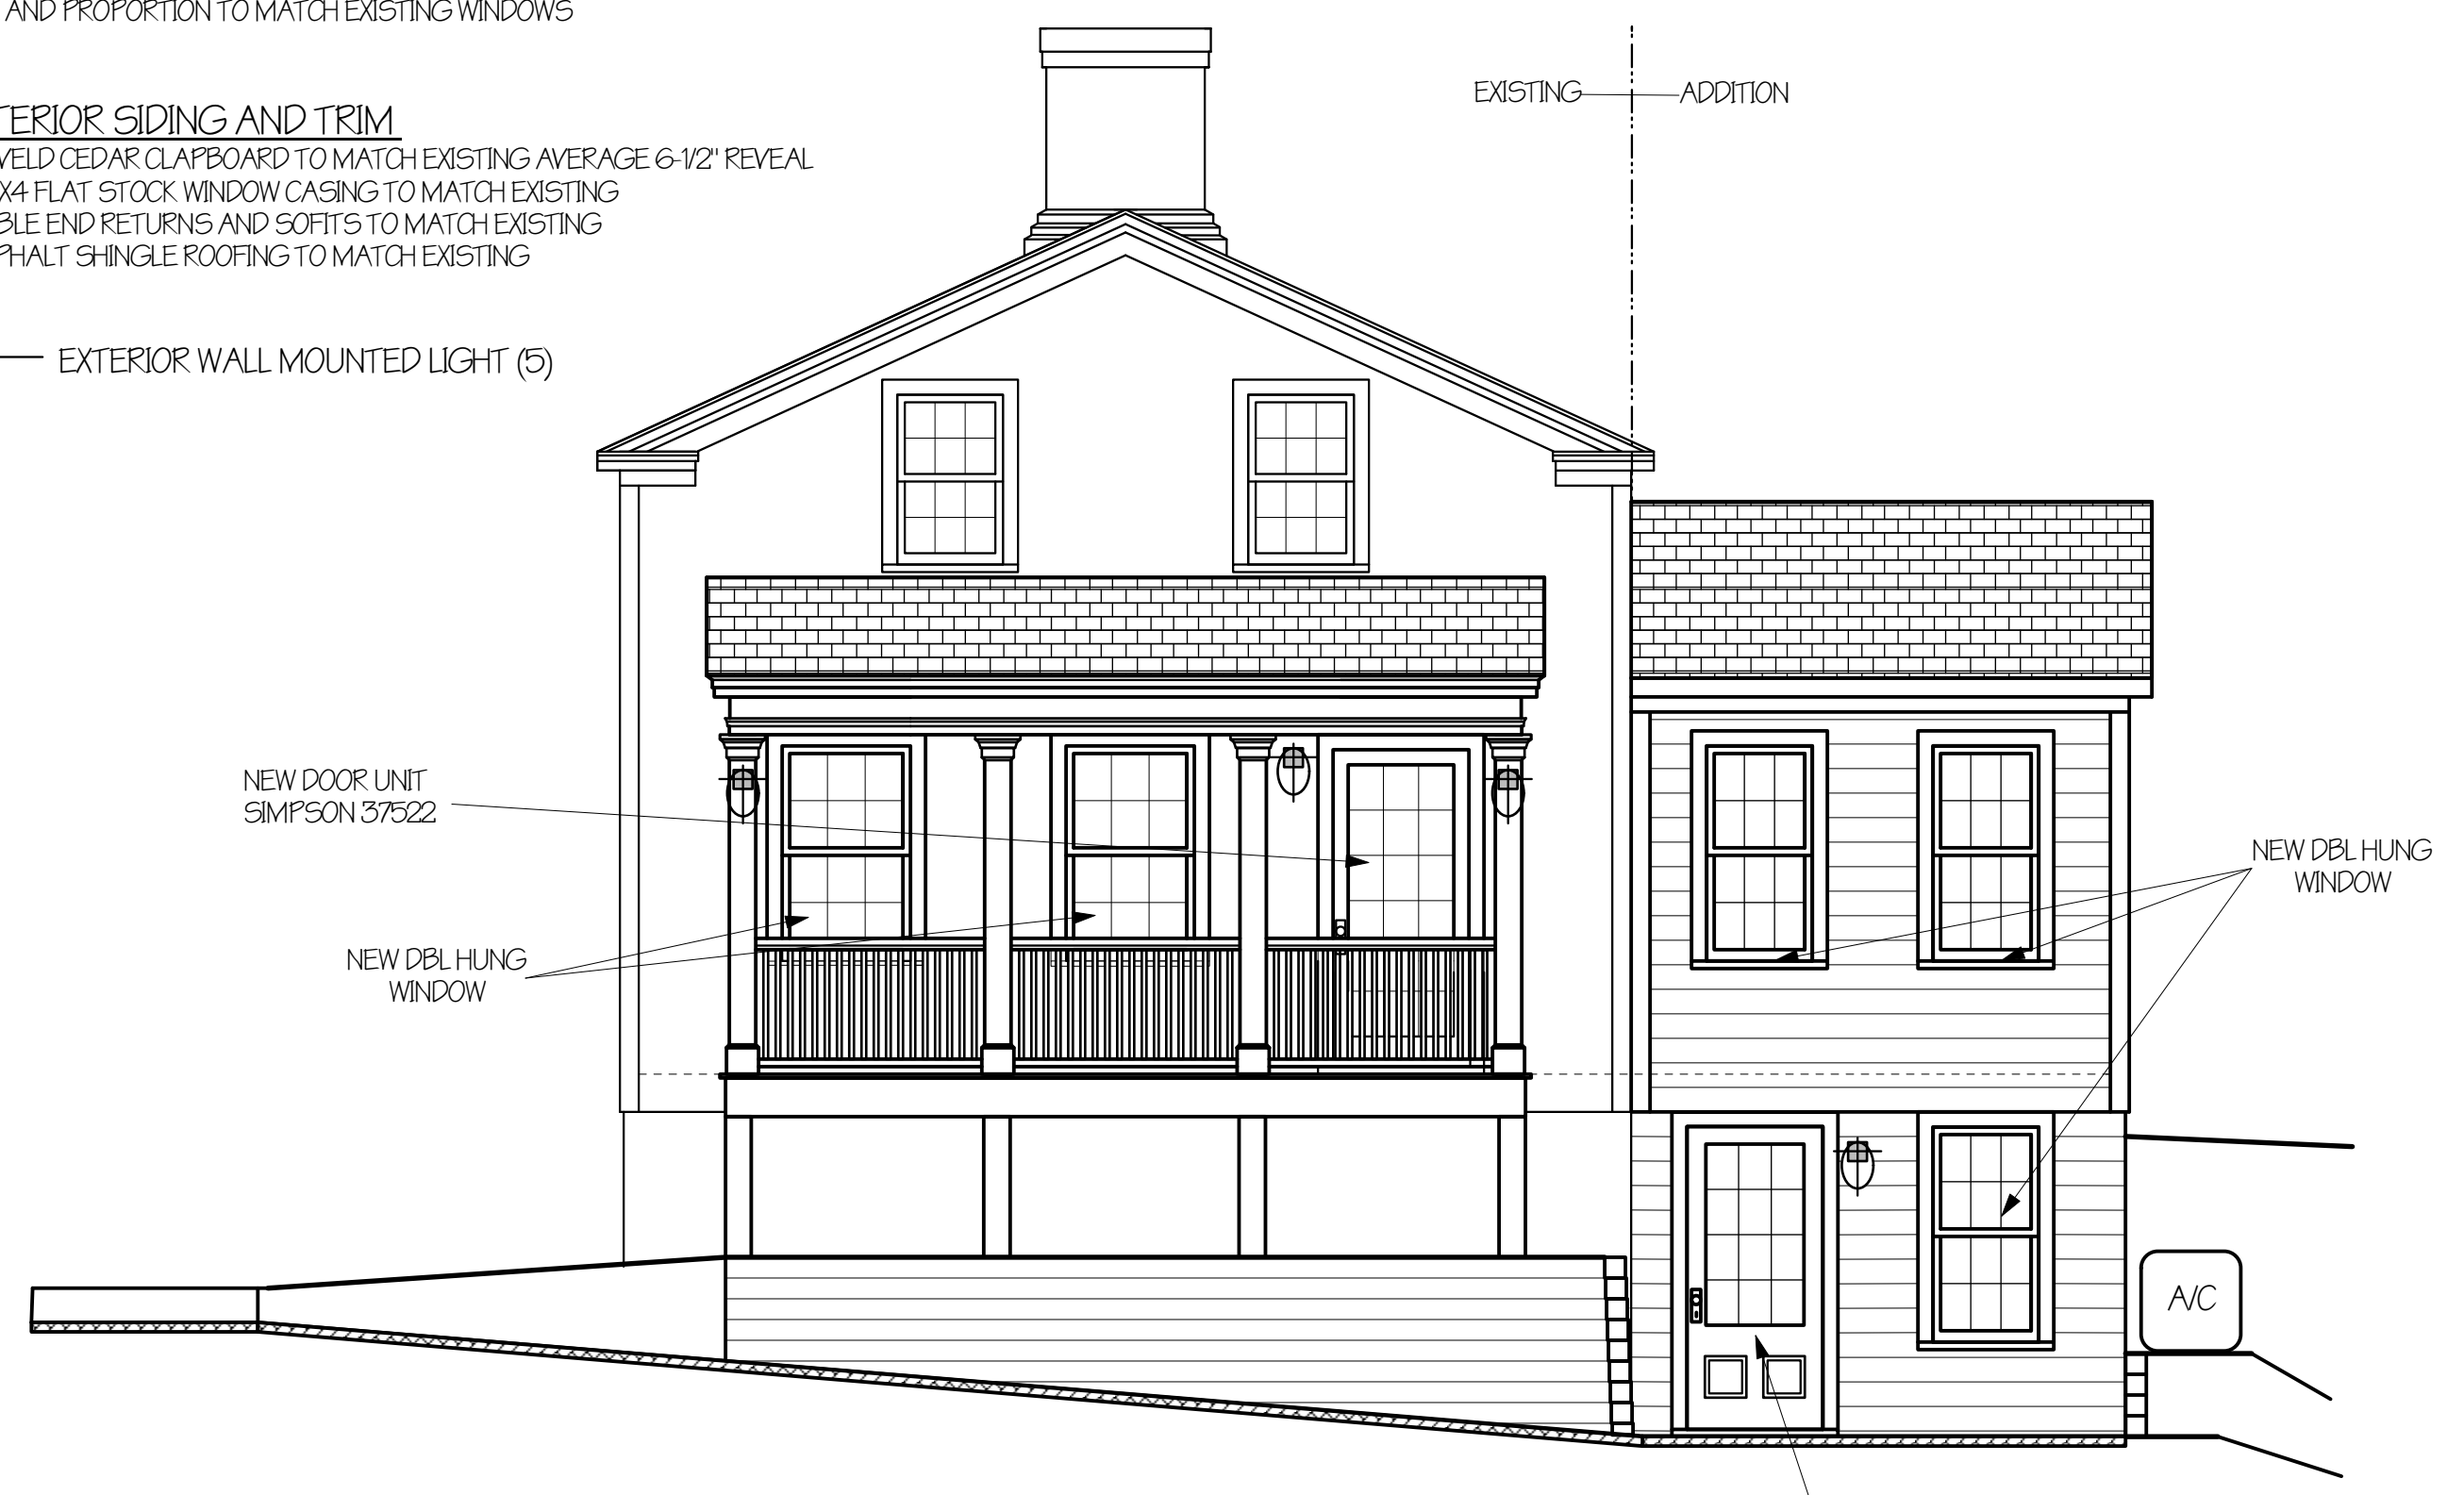 AND PROPORTION TO MATCH EXISTING WINDOWS
TERIOR SIDING AND TRIM
VELD CEDAR CLAPBOARD TO MATCH EXISTING AVERAGE 6-1/2" REVEAL
X4 FLAT STOCK WINDOW CASING TO MATCH EXISTING
BLE END RETURNS AND SOFITS TO MATCH EXISTING
PHALT SHINGLE ROOFING TO MATCH EXISTING
EXTERIOR WALL MOUNTED LIGHT (5)
EXISTING
ADDITION
NEW DOOR UNIT
SIMPSON 37522
NEW DBL HUNG
WINDOW
NEW DBL HUNG
WINDOW
A/C